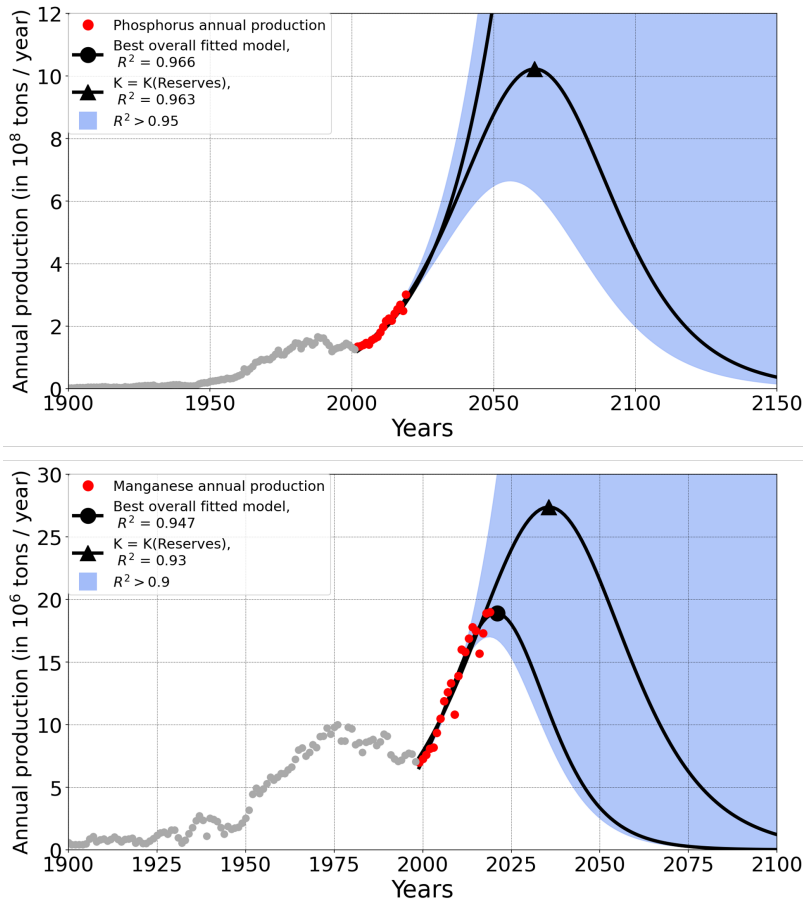 Annual production (in 10⁸ tons / year)
12
10
8
6
4
2
0
Phosphorus annual production
Best overall fitted model,
R² = 0.966
K = K(Reserves),
R² = 0.963
R² > 0.95
1900
1950
2000
2050
2100
2150
Years
Annual production (in 10⁶ tons / year)
30
25
20
15
10
5
0
Manganese annual production
Best overall fitted model,
R² = 0.947
K = K(Reserves),
R² = 0.93
R² > 0.9
1900
1925
1950
1975
2000
2025
2050
2075
2100
Years